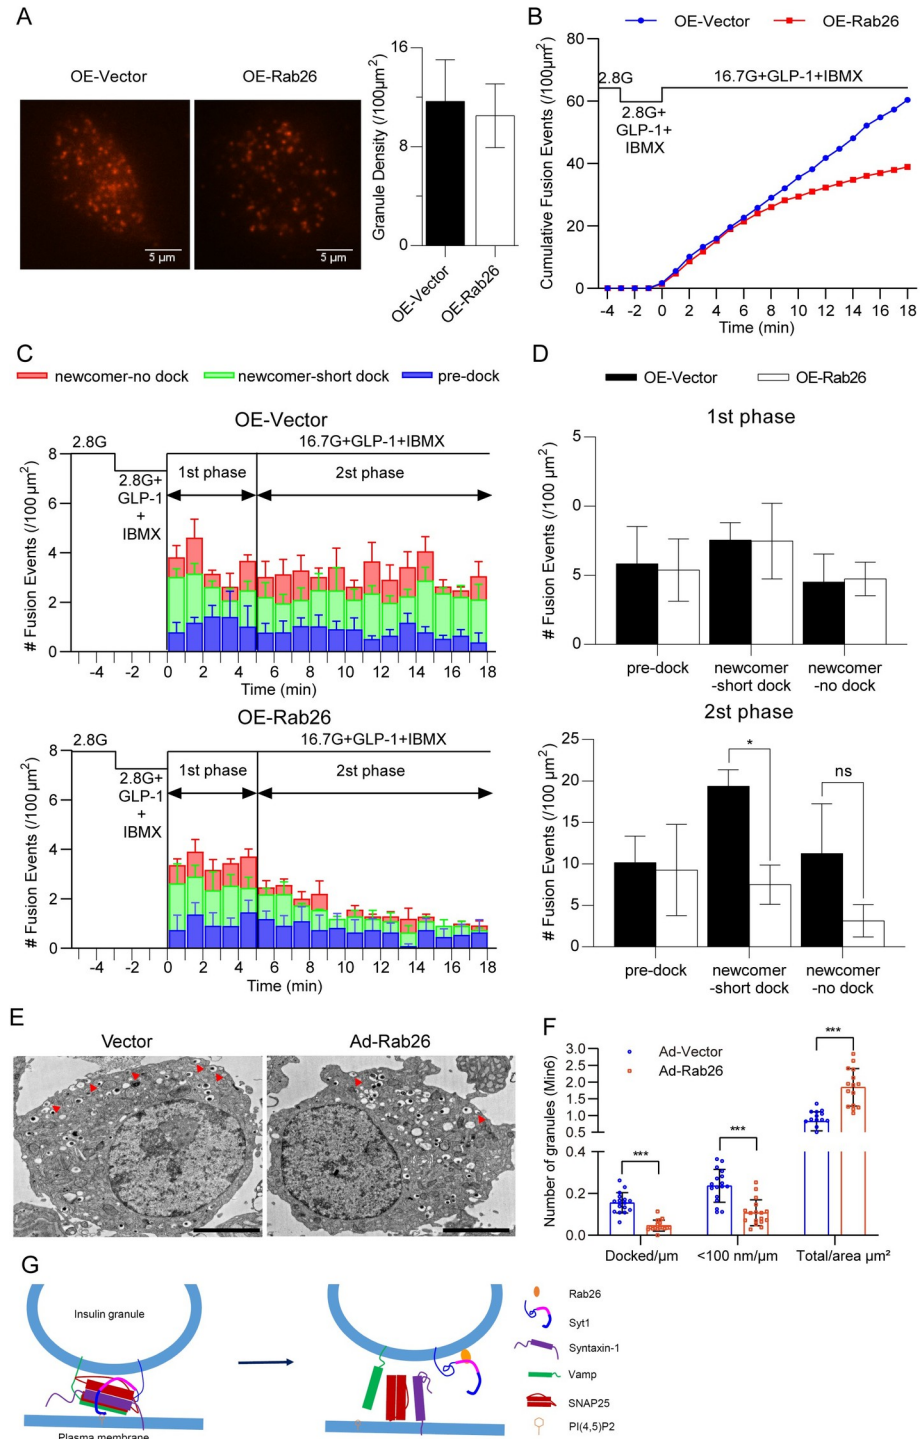 A
OE-Vector
OE-Rab26
5 µm
5 µm
Granule Density (/100µm²)
16
8
0
OE-Vector
OE-Rab26
B
OE-Vector
OE-Rab26
Cumulative Fusion Events (/100µm²)
80
60
40
20
0
2.8G
16.7G+GLP-1+IBMX
2.8G+
GLP-1+
IBMX
-4 -2 0 2 4 6 8 10 12 14 16 18
Time (min)
C
newcomer-no dock
newcomer-short dock
pre-dock
OE-Vector
2.8G
16.7G+GLP-1+IBMX
2.8G+
GLP-1
+
IBMX
1st phase
2st phase
# Fusion Events (/100 µm²)
8
6
4
2
0
-4 -2 0 2 4 6 8 10 12 14 16 18
Time (min)
OE-Rab26
2.8G
16.7G+GLP-1+IBMX
2.8G+
GLP-1
+
IBMX
1st phase
2st phase
# Fusion Events (/100 µm²)
8
6
4
2
0
-4 -2 0 2 4 6 8 10 12 14 16 18
Time (min)
D
OE-Vector
OE-Rab26
1st phase
# Fusion Events (/100 µm²)
5
0
5
0
pre-dock
newcomer
-short dock
newcomer
-no dock
2st phase
# Fusion Events (/100 µm²)
25
20
15
10
5
0
*
ns
pre-dock
newcomer
-short dock
newcomer
-no dock
E
Vector
Ad-Rab26
F
Ad-Vector
Ad-Rab26
Number of granules (Min6)
3.0
2.5
2.0
1.5
1.0
0.5
0.4
0.2
0.0
***
***
***
Docked/µm
<100 nm/µm
Total/area µm²
G
Insulin granule
Plasma membrane
Rab26
Syt1
Syntaxin-1
Vamp
SNAP25
PI(4,5)P2